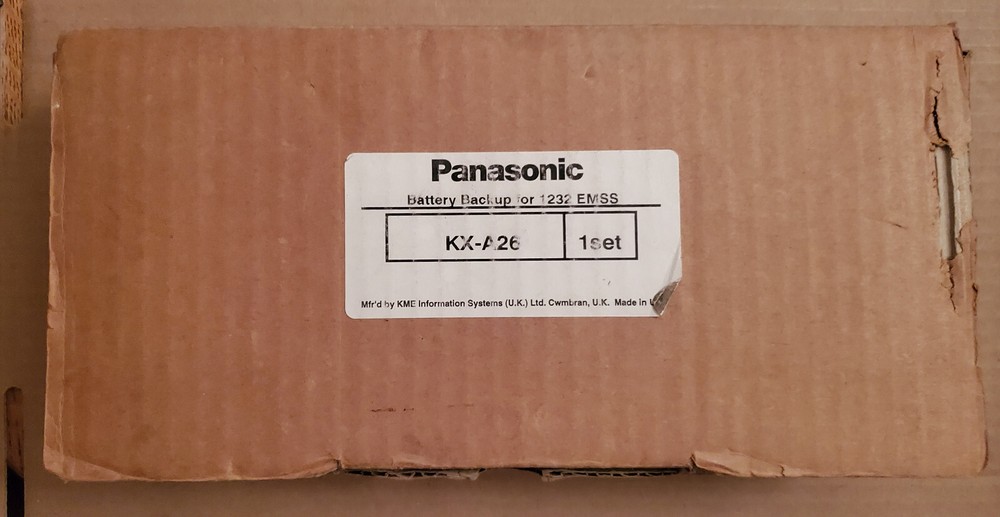 Panasonic
Battery Backup for 1232 EMSS
KX-A26
1set
Mfr'd by KME Information Systems (U.K.) Ltd. Cwmbran, U.K. Made in